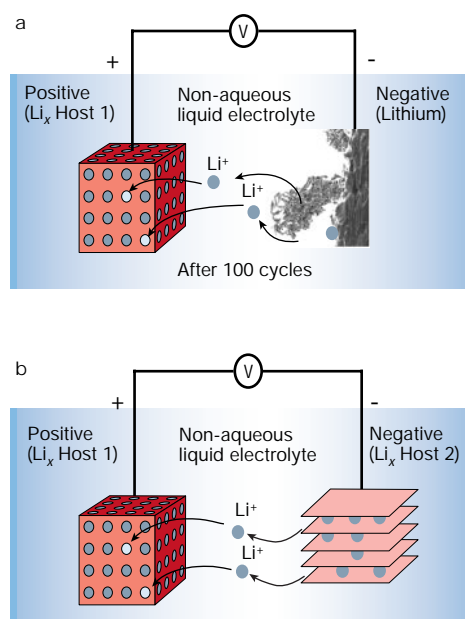 a
V
+
-
Positive
(Liₓ Host 1)
Non-aqueous
liquid electrolyte
Negative
(Lithium)
Li⁺
Li⁺
After 100 cycles
b
V
+
-
Positive
(Liₓ Host 1)
Non-aqueous
liquid electrolyte
Negative
(Liₓ Host 2)
Li⁺
Li⁺